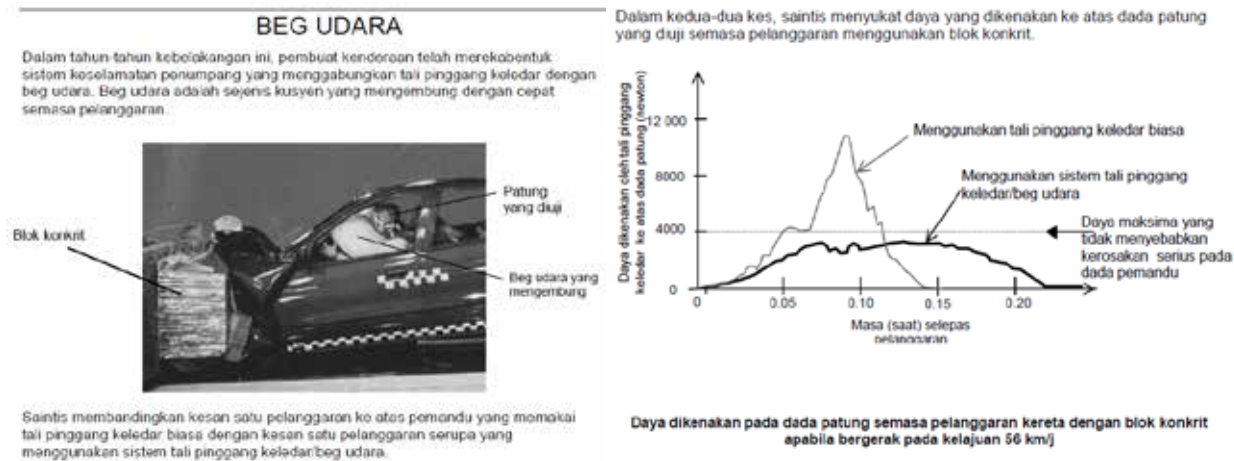 BEG UDARA
Dalam tahun-tahun kebelakangan ini, pembuat kenderaan telah merekabentuk
sistem keselamatan penumpang yang menggabungkan tali pinggang keledar dengan
beg udara. Beg udara adalah sejenis kusyen yang mengembung dengan cepat
semasa pelanggaran.
Patung
yang diuji
Blok konkrit
Beg udara yang
mengembung
Saintis membandingkan kesan satu pelanggaran ke atas pemandu yang memakai
tali pinggang keledar biasa dengan kesan satu pelanggaran serupa yang
menggunakan sistem tali pinggang keledar/beg udara.
Dalam kedua-dua kes, saintis menyukat daya yang dikenakan ke atas dada patung
yang diuji semasa pelanggaran menggunakan blok konkrit.
Daya dikenakan oleh tali pinggang
keledar ke atas dada patung (newton)
12 000
8000
4000
0
Menggunakan tali pinggang keledar biasa
Menggunakan sistem tali pinggang
keledar/beg udara
Daya maksima yang
tidak menyebabkan
kerosakan serius pada
dada pemandu
0
0.05
0.10
0.15
0.20
Masa (saat) selepas
pelanggaran
Daya dikenakan pada dada patung semasa pelanggaran kereta dengan blok konkrit
apabila bergerak pada kelajuan 56 km/j